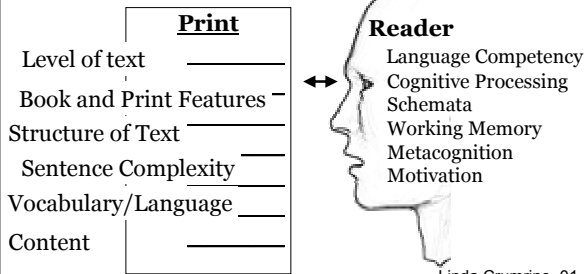 Print
Level of text
Book and Print Features
Structure of Text
Sentence Complexity
Vocabulary/Language
Content
Reader
Language Competency
Cognitive Processing
Schemata
Working Memory
Metacognition
Motivation